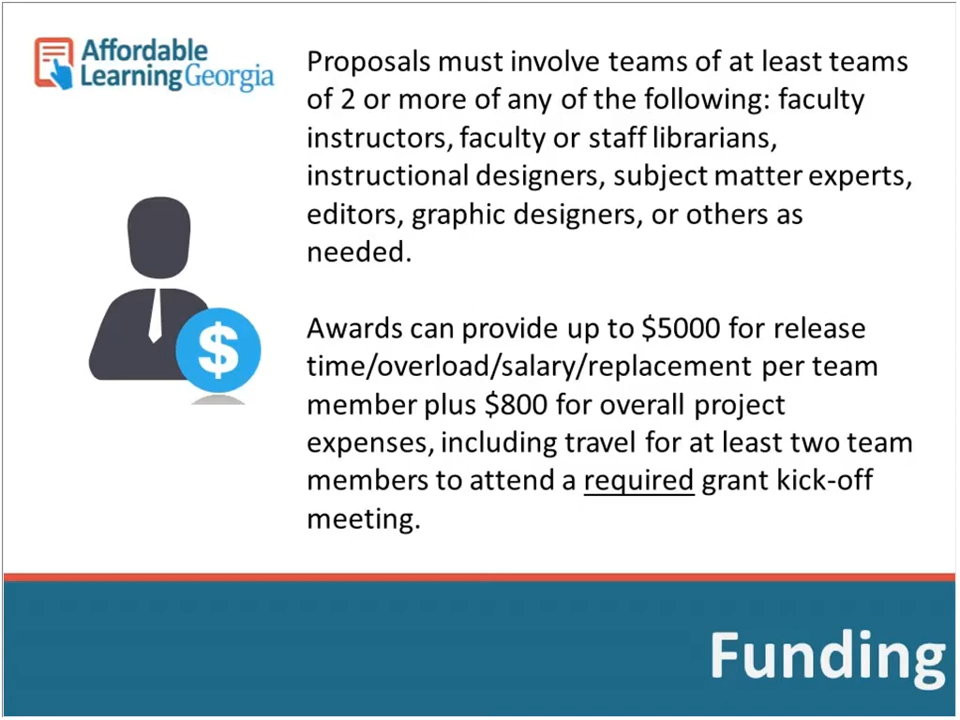 Affordable
LearningGeorgia
Proposals must involve teams of at least teams
of 2 or more of any of the following: faculty
instructors, faculty or staff librarians,
instructional designers, subject matter experts,
editors, graphic designers, or others as
needed.
$
Awards can provide up to $5000 for release
time/overload/salary/replacement per team
member plus $800 for overall project
expenses, including travel for at least two team
members to attend a required grant kick-off
meeting.
Funding